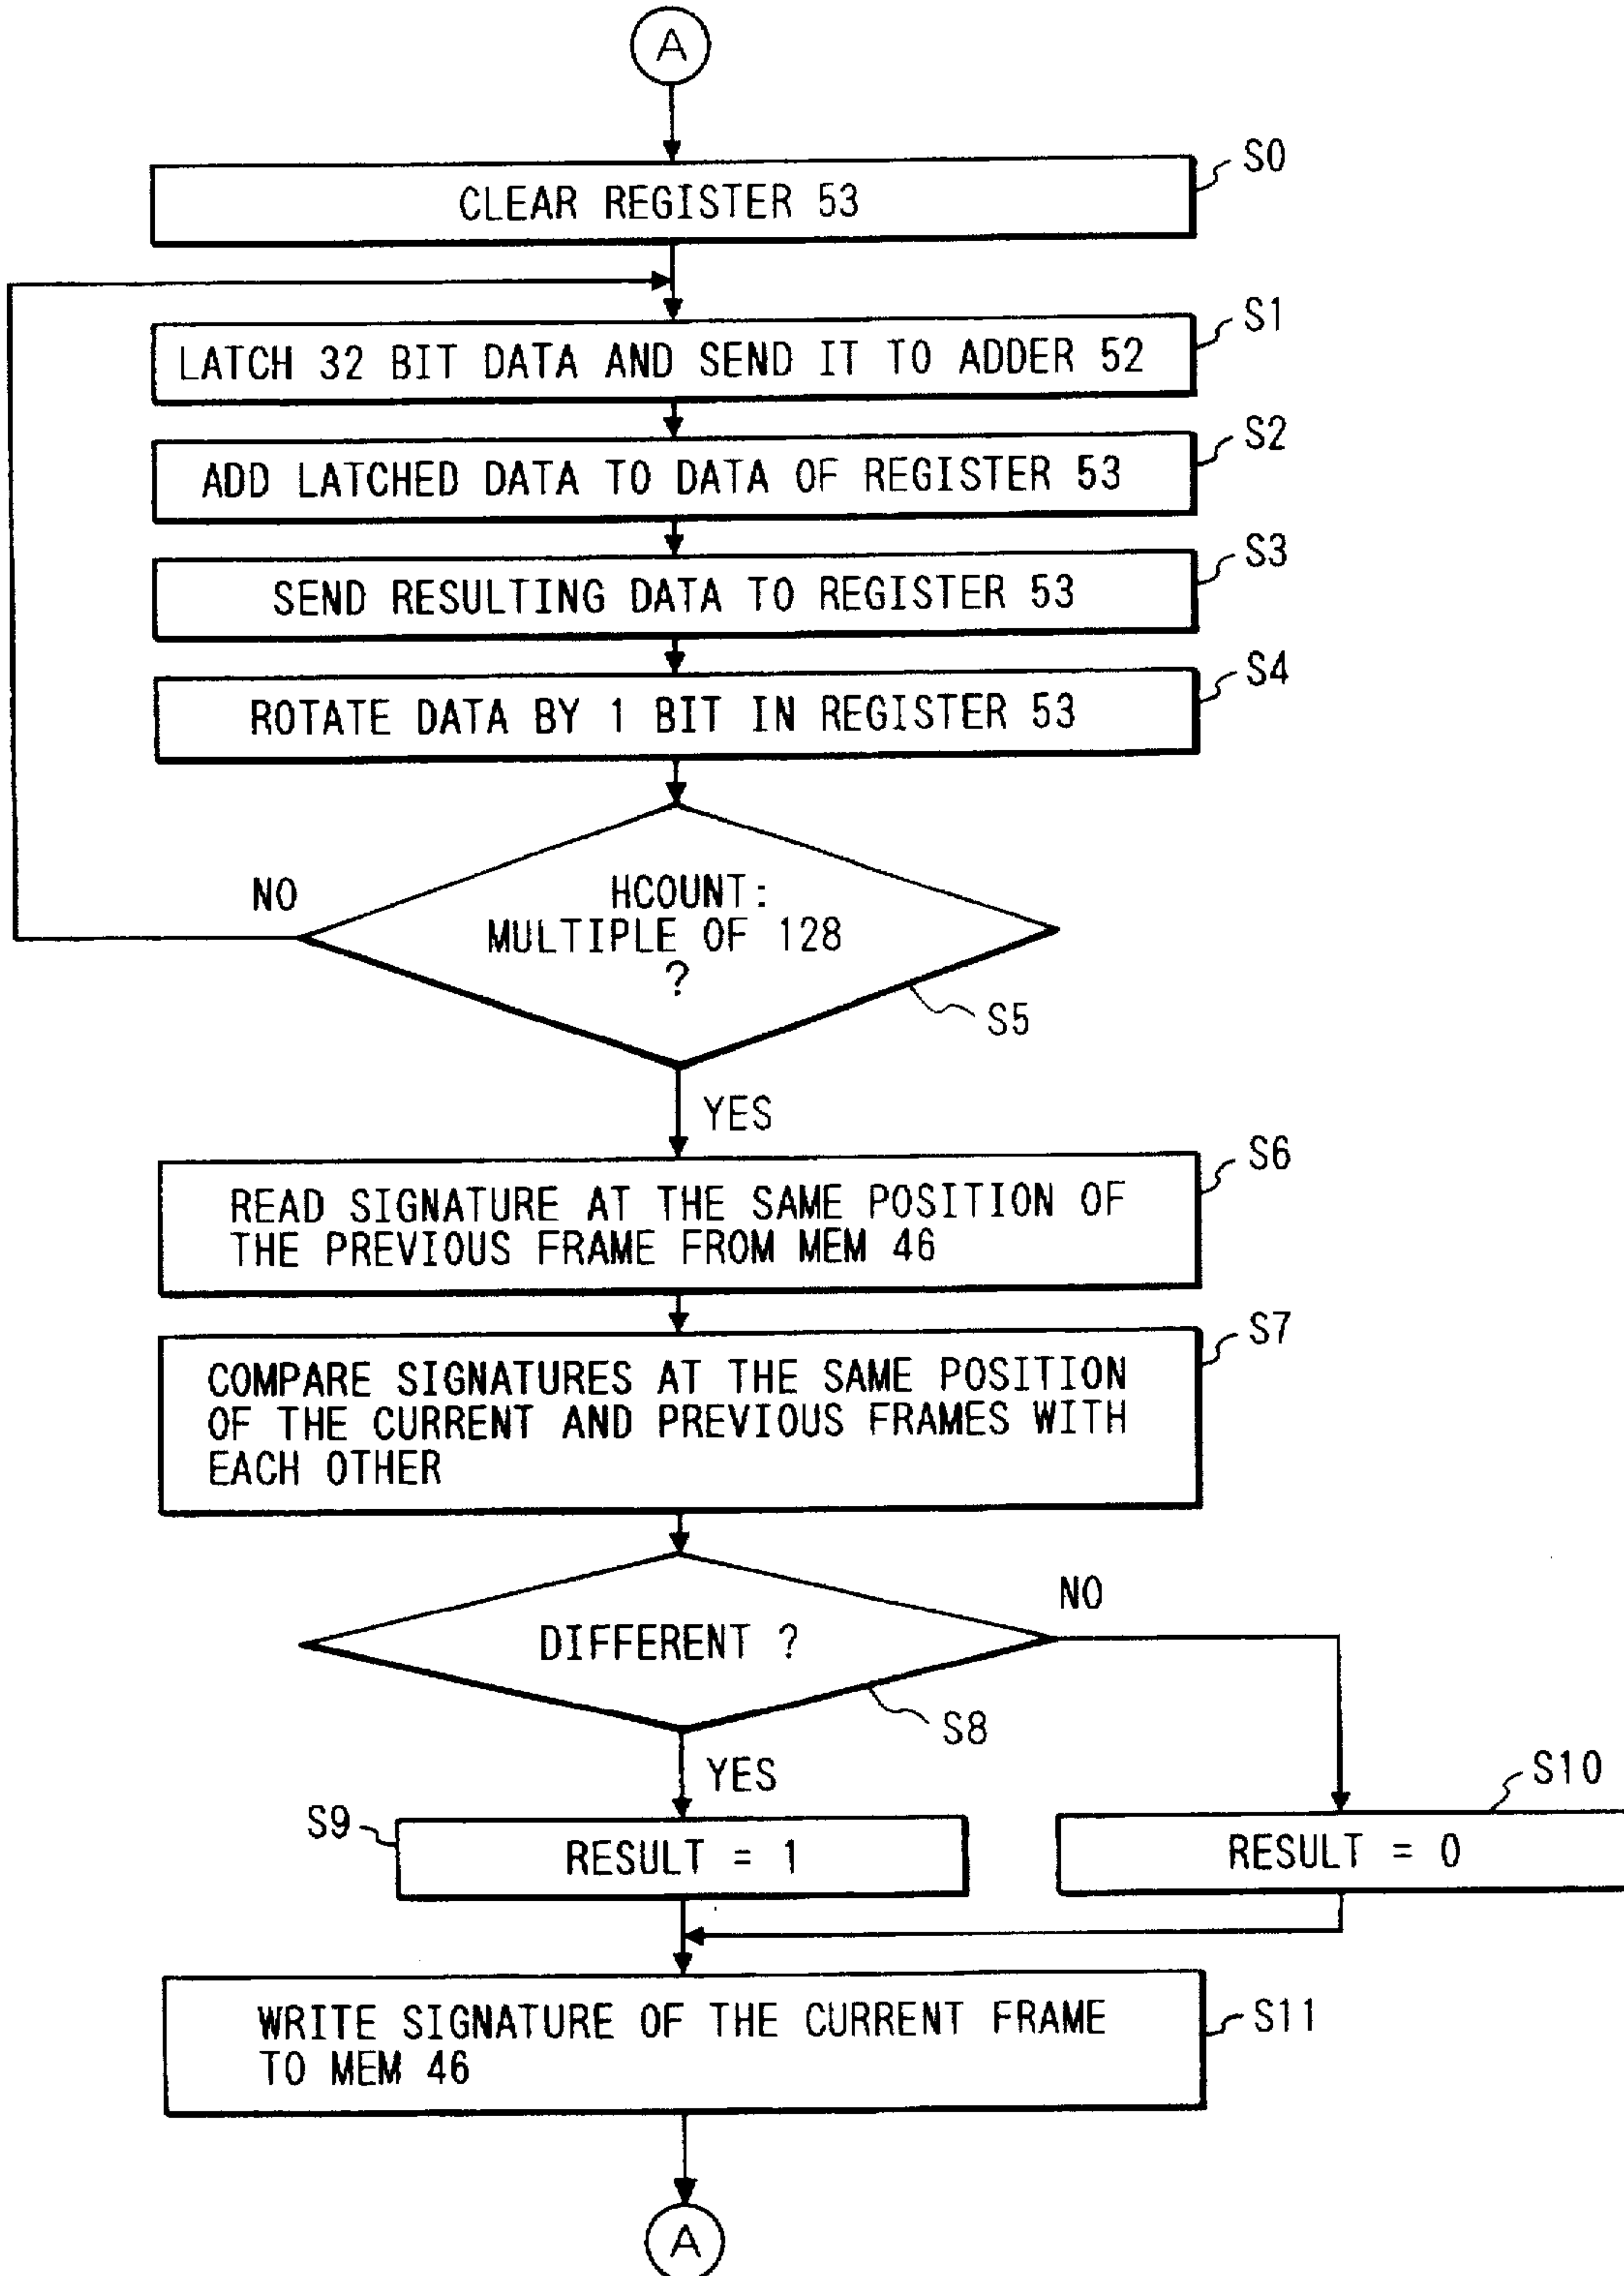 A
S0
CLEAR REGISTER 53
S1
LATCH 32 BIT DATA AND SEND IT TO ADDER 52
S2
ADD LATCHED DATA TO DATA OF REGISTER 53
S3
SEND RESULTING DATA TO REGISTER 53
S4
ROTATE DATA BY 1 BIT IN REGISTER 53
NO
HCOUNT:
MULTIPLE OF 128
?
S5
YES
S6
READ SIGNATURE AT THE SAME POSITION OF
THE PREVIOUS FRAME FROM MEM 46
S7
COMPARE SIGNATURES AT THE SAME POSITION
OF THE CURRENT AND PREVIOUS FRAMES WITH
EACH OTHER
NO
DIFFERENT ?
S8
YES
S10
S9
RESULT = 1
RESULT = 0
S11
WRITE SIGNATURE OF THE CURRENT FRAME
TO MEM 46
A